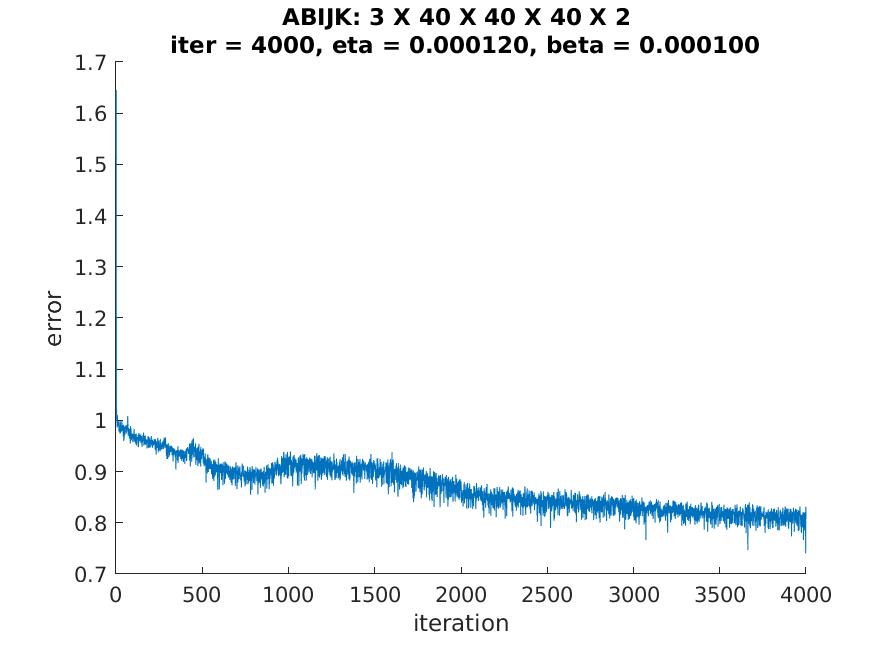 ABIJK: 3 X 40 X 40 X 40 X 2
iter = 4000, eta = 0.000120, beta = 0.000100
1.7
1.6
1.5
1.4
1.3
1.2
1.1
1
0.9
0.8
0.7
error
0 500 1000 1500 2000 2500 3000 3500 4000
iteration